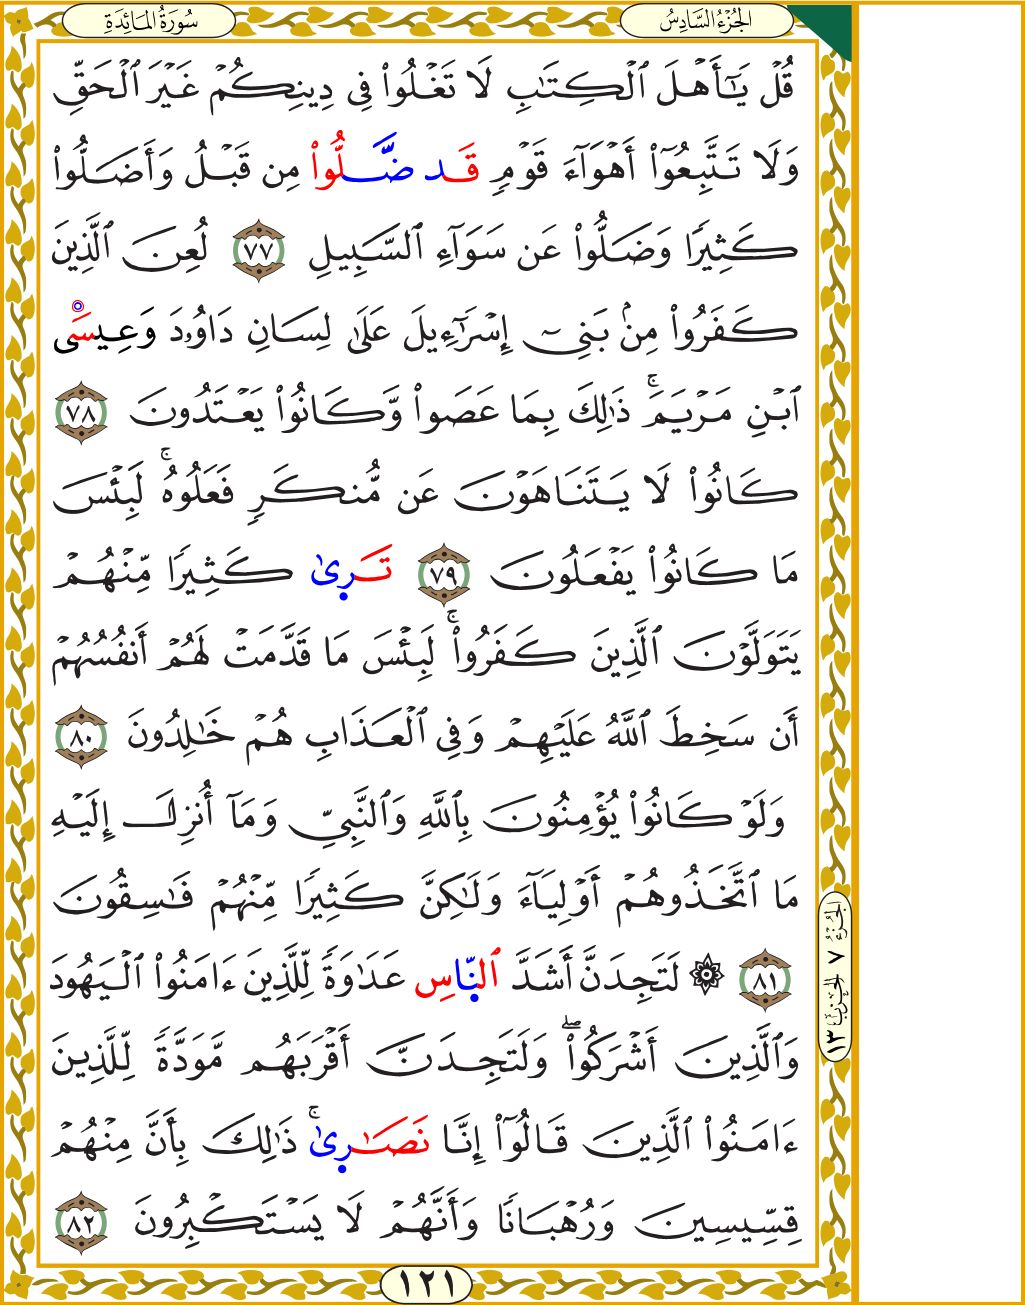 سُورَةُ المَائِدَةِ
الجُزْءُ السَّادِسُ
قُلْ يَٰٓأَهْلَ ٱلْكِتَٰبِ لَا تَغْلُوا۟ فِى دِينِكُمْ غَيْرَ ٱلْحَقِّ
وَلَا تَتَّبِعُوٓا۟ أَهْوَآءَ قَوْمٍ قَد ضَّلُّوا۟ مِن قَبْلُ وَأَضَلُّوا۟
كَثِيرًا وَضَلُّوا۟ عَن سَوَآءِ ٱلسَّبِيلِ ٧٧ لُعِنَ ٱلَّذِينَ
كَفَرُوا۟ مِنۢ بَنِىٓ إِسْرَٰٓءِيلَ عَلَىٰ لِسَانِ دَاوُۥدَ وَعِيسَى
ٱبْنِ مَرْيَمَ ۚ ذَٰلِكَ بِمَا عَصَوا۟ وَّكَانُوا۟ يَعْتَدُونَ ٧٨
كَانُوا۟ لَا يَتَنَاهَوْنَ عَن مُّنكَرٍ فَعَلُوهُ ۚ لَبِئْسَ
مَا كَانُوا۟ يَفْعَلُونَ ٧٩ تَرَىٰ كَثِيرًا مِّنْهُمْ
يَتَوَلَّوْنَ ٱلَّذِينَ كَفَرُوا۟ ۚ لَبِئْسَ مَا قَدَّمَتْ لَهُمْ أَنفُسُهُمْ
أَن سَخِطَ ٱللَّهُ عَلَيْهِمْ وَفِى ٱلْعَذَابِ هُمْ خَٰلِدُونَ ٨٠
وَلَوْ كَانُوا۟ يُؤْمِنُونَ بِٱللَّهِ وَٱلنَّبِىِّ وَمَآ أُنزِلَ إِلَيْهِ
مَا ٱتَّخَذُوهُمْ أَوْلِيَآءَ وَلَٰكِنَّ كَثِيرًا مِّنْهُمْ فَٰسِقُونَ
٨١ ۞ لَتَجِدَنَّ أَشَدَّ ٱلنَّاسِ عَدَٰوَةً لِّلَّذِينَ ءَامَنُوا۟ ٱلْيَهُودَ
وَٱلَّذِينَ أَشْرَكُوا۟ ۖ وَلَتَجِدَنَّ أَقْرَبَهُم مَّوَدَّةً لِّلَّذِينَ
ءَامَنُوا۟ ٱلَّذِينَ قَالُوٓا۟ إِنَّا نَصَٰرِىٰ ۚ ذَٰلِكَ بِأَنَّ مِنْهُمْ
قِسِّيسِينَ وَرُهْبَانًا وَأَنَّهُمْ لَا يَسْتَكْبِرُونَ ٨٢
الجزء ٧ الحزب ١٣
١٢١